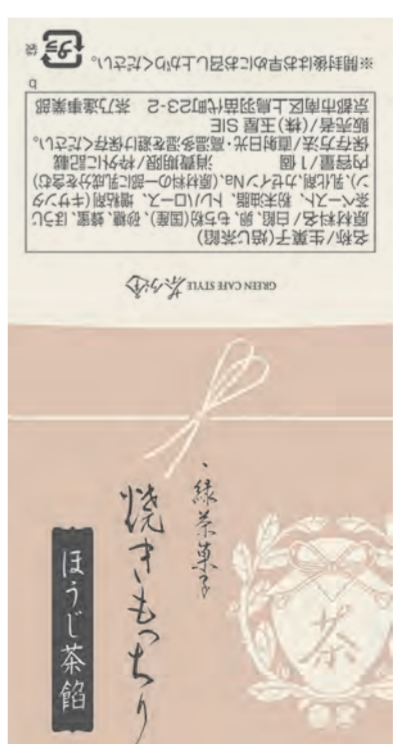 GREEN CAFE STYLE 茶乃逢
名称/生菓子(焙じ茶餡)
原材料名/白餡、卵、もち粉(国産)、砂糖、蜂蜜、ほうじ
茶ペースト、粉末油脂、トレハロース、増粘剤(キサンタ
ン)、乳化剤、カゼインNa、(原材料の一部に乳成分を含む)
内容量/1個 消費期限/枠外に記載
保存方法/直射日光・高温多湿を避け保存ください。
販売者/(株)玉屋 SIE
京都市南区上鳥羽苗代町23-2 茶乃逢事業部
b
※開封後はお早めにお召し上がりください。
プラ
袋
茶
緑茶菓子
焼きもっちり
ほうじ茶餡